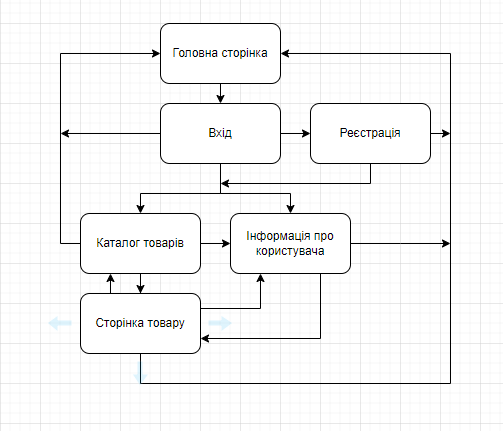 Головна сторінка
Вхід
Реєстрація
Каталог товарів
Інформація про
користувача
Сторінка товару